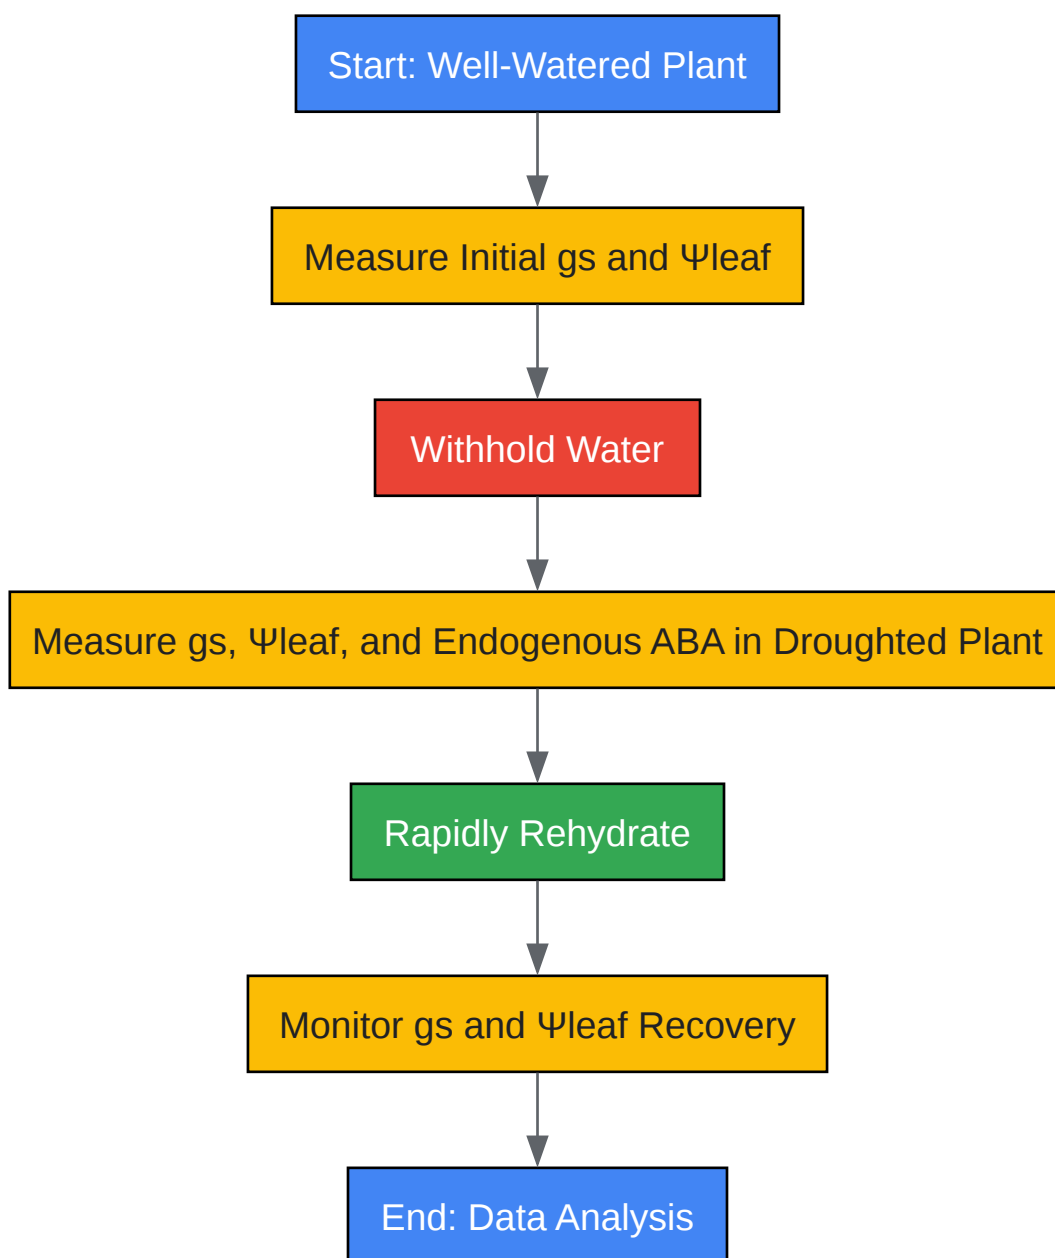 Start: Well-Watered Plant
Measure Initial gs and Ψleaf
Withhold Water
Measure gs, Ψleaf, and Endogenous ABA in Droughted Plant
Rapidly Rehydrate
Monitor gs and Ψleaf Recovery
End: Data Analysis